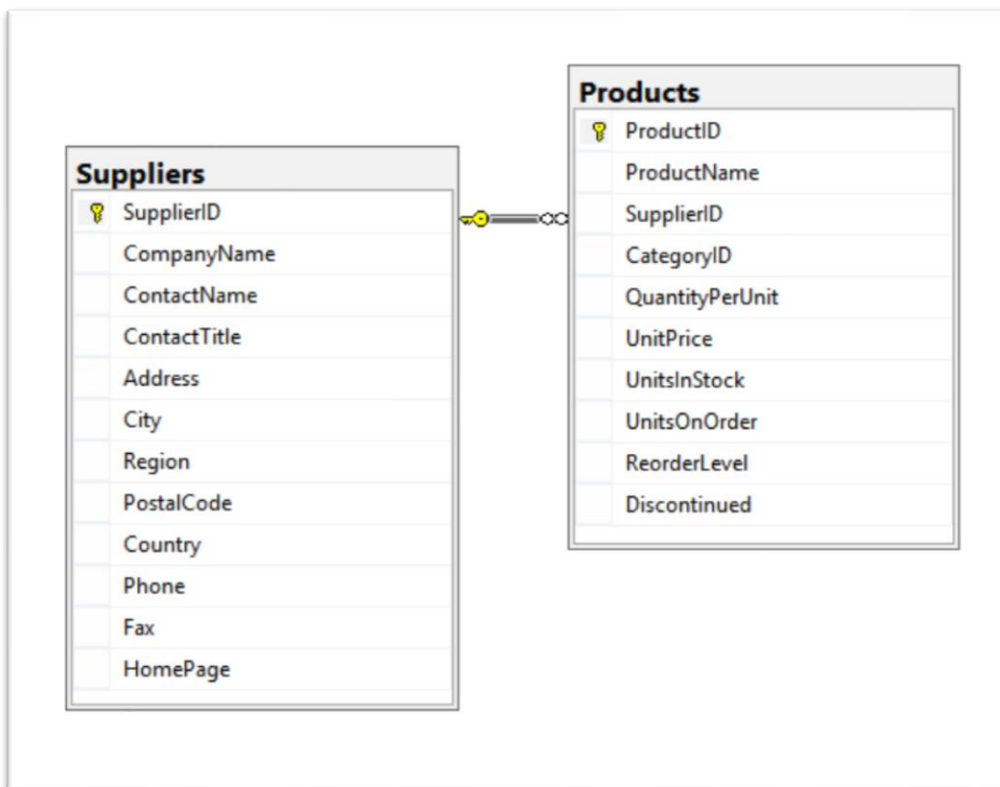 Suppliers
SupplierID
CompanyName
ContactName
ContactTitle
Address
City
Region
PostalCode
Country
Phone
Fax
HomePage
Products
ProductID
ProductName
SupplierID
CategoryID
QuantityPerUnit
UnitPrice
UnitsInStock
UnitsOnOrder
ReorderLevel
Discontinued